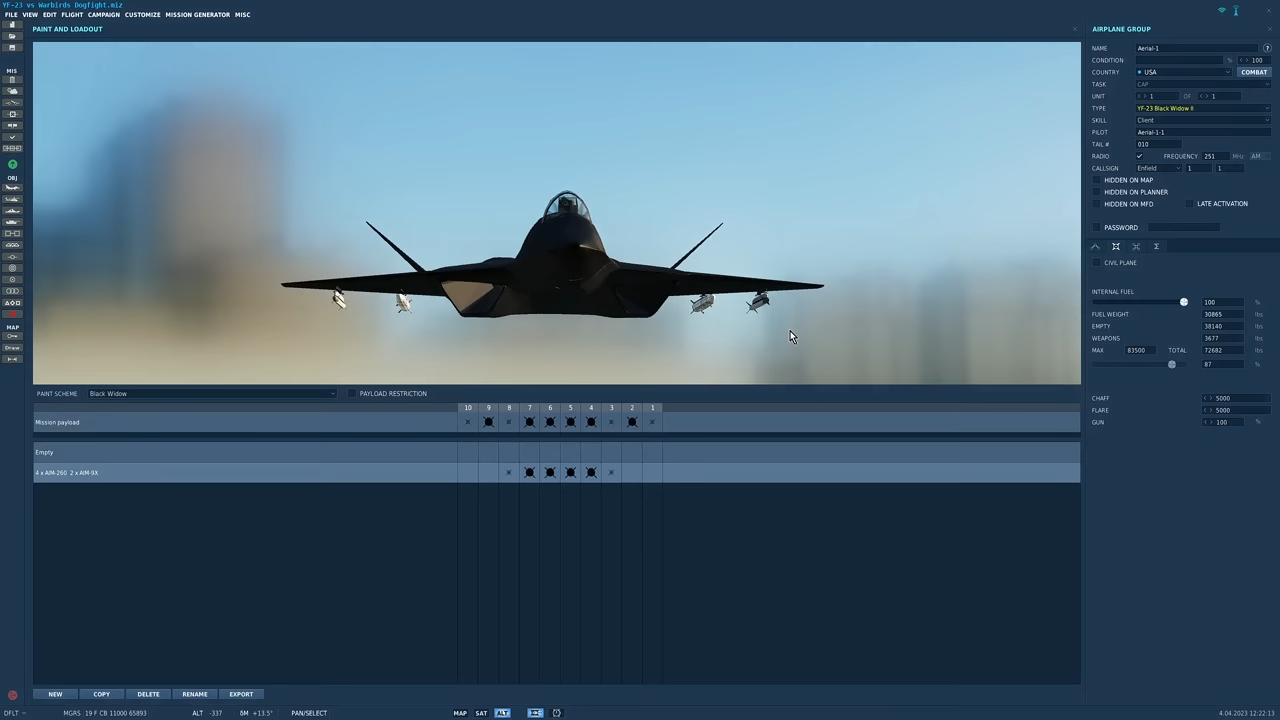 YF-23 vs Warbirds Dogfight.miz
FILE VIEW EDIT FLIGHT CAMPAIGN CUSTOMIZE MISSION GENERATOR MISC
PAINT AND LOADOUT
MIS
OBJ
MAP
Draw
PAINT SCHEME Black Widow PAYLOAD RESTRICTION
10 9 8 7 6 5 4 3 2 1
Mission payload
Empty
4 x AIM-260 2 x AIM-9X
NEW COPY DELETE RENAME EXPORT
DFLT MGRS 19 F CB 11000 65893 ALT -337 δM +13.5° PAN/SELECT MAP SAT ALT
AIRPLANE GROUP
NAME Aerial-1 ?
CONDITION % < > 100
COUNTRY USA COMBAT
TASK CAP
UNIT < > 1 OF < > 1
TYPE YF-23 Black Widow II
SKILL Client
PILOT Aerial-1-1
TAIL # 010
RADIO FREQUENCY 251 MHz AM
CALLSIGN Enfield 1 1
HIDDEN ON MAP
HIDDEN ON PLANNER
HIDDEN ON MFD LATE ACTIVATION
PASSWORD
Σ
CIVIL PLANE
INTERNAL FUEL
100 %
FUEL WEIGHT 30865 lbs
EMPTY 38140 lbs
WEAPONS 3677 lbs
MAX 83500 TOTAL 72682 lbs
87 %
CHAFF < > 5000
FLARE < > 5000
GUN < > 100 %
4.04.2023 12:22:13